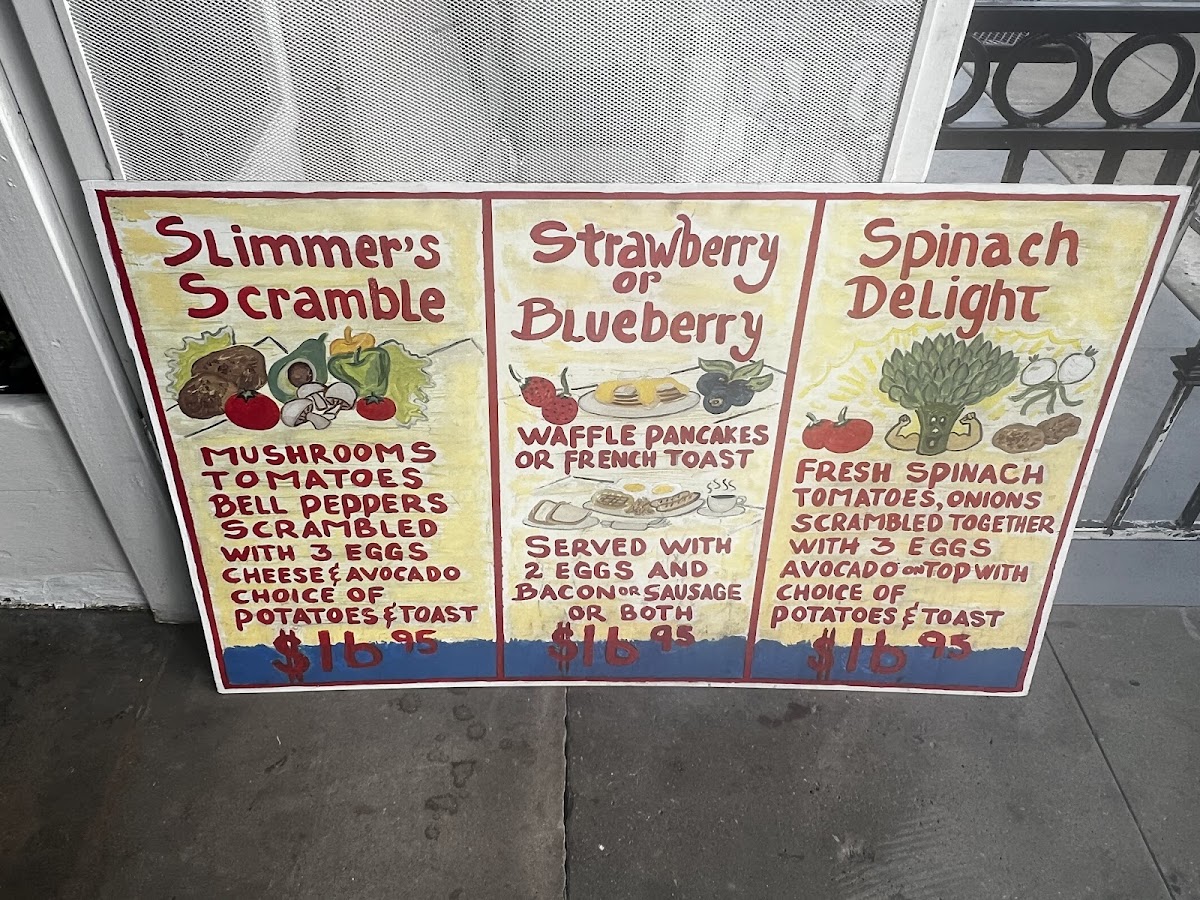 Slimmer's
Scramble
MUSHROOMS
TOMATOES
BELL PEPPERS
SCRAMBLED
WITH 3 EGGS
CHEESE & AVOCADO
CHOICE OF
POTATOES & TOAST
$16 95
Strawberry
or
Blueberry
WAFFLE PANCAKES
OR FRENCH TOAST
SERVED WITH
2 EGGS AND
BACON OR SAUSAGE
OR BOTH
$16 95
Spinach
Delight
FRESH SPINACH
TOMATOES, ONIONS
SCRAMBLED TOGETHER
WITH 3 EGGS
AVOCADO ON TOP WITH
CHOICE OF
POTATOES & TOAST
$16 95